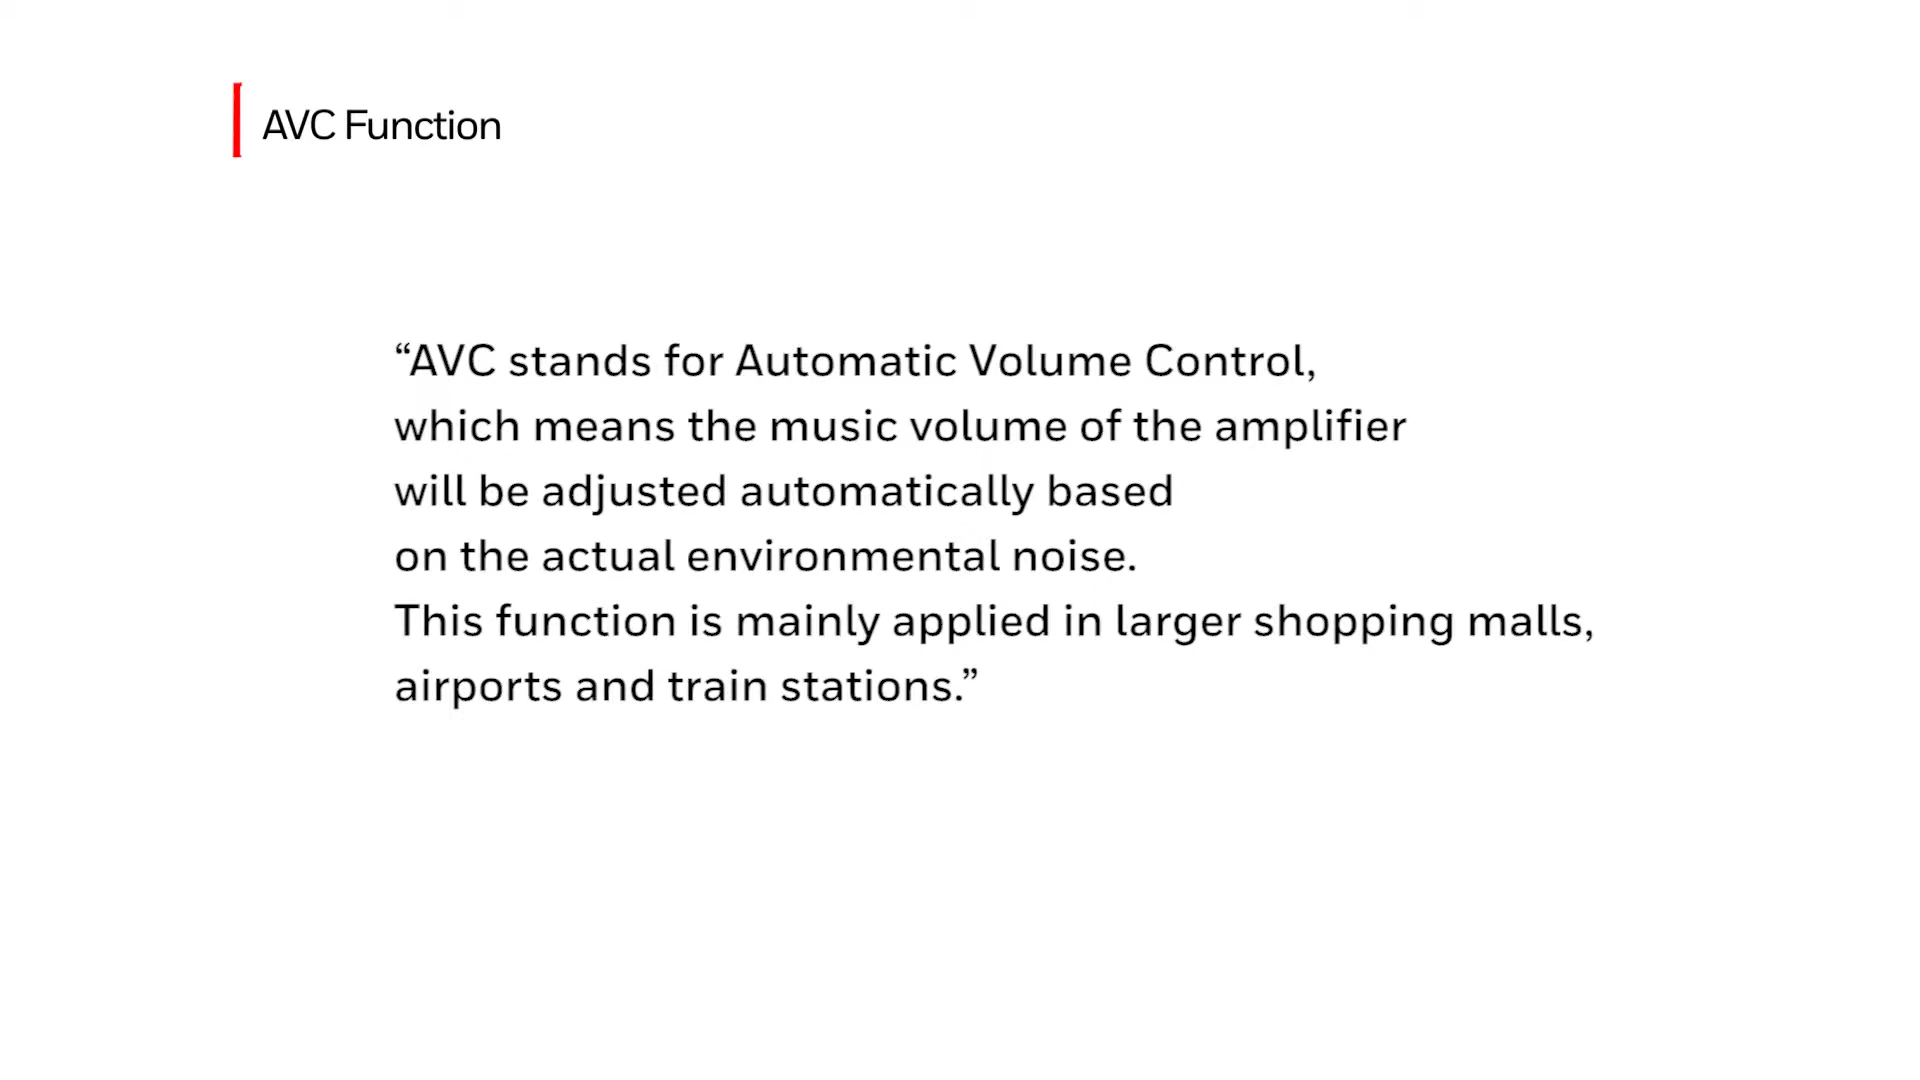 AVC Function
“AVC stands for Automatic Volume Control,
which means the music volume of the amplifier
will be adjusted automatically based
on the actual environmental noise.
This function is mainly applied in larger shopping malls,
airports and train stations.”